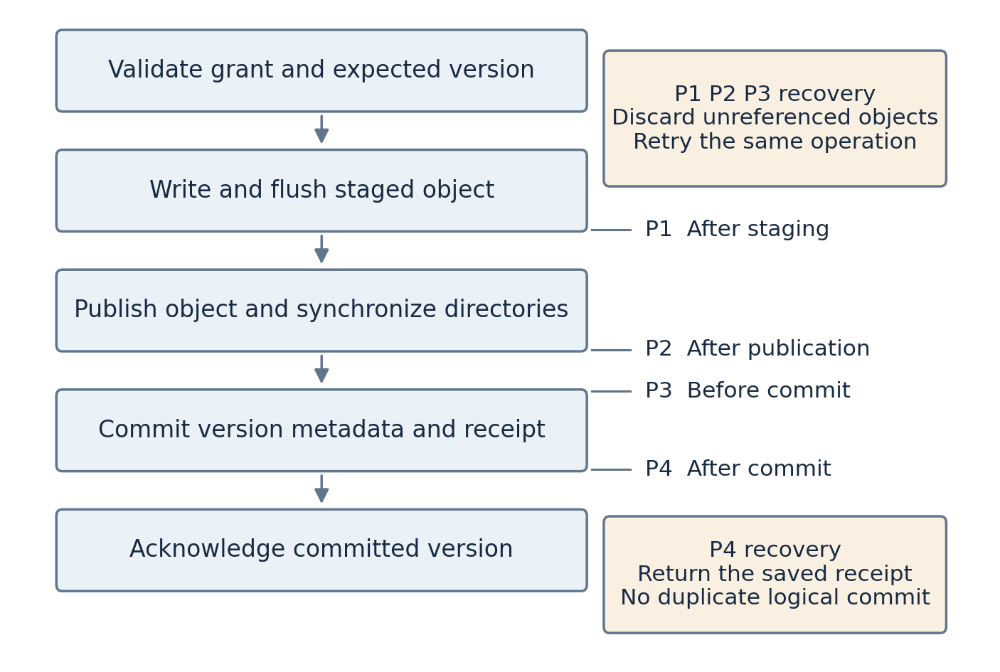 Validate grant and expected version
P1 P2 P3 recovery
Discard unreferenced objects
Retry the same operation
Write and flush staged object
P1 After staging
Publish object and synchronize directories
P2 After publication
P3 Before commit
Commit version metadata and receipt
P4 After commit
Acknowledge committed version
P4 recovery
Return the saved receipt
No duplicate logical commit